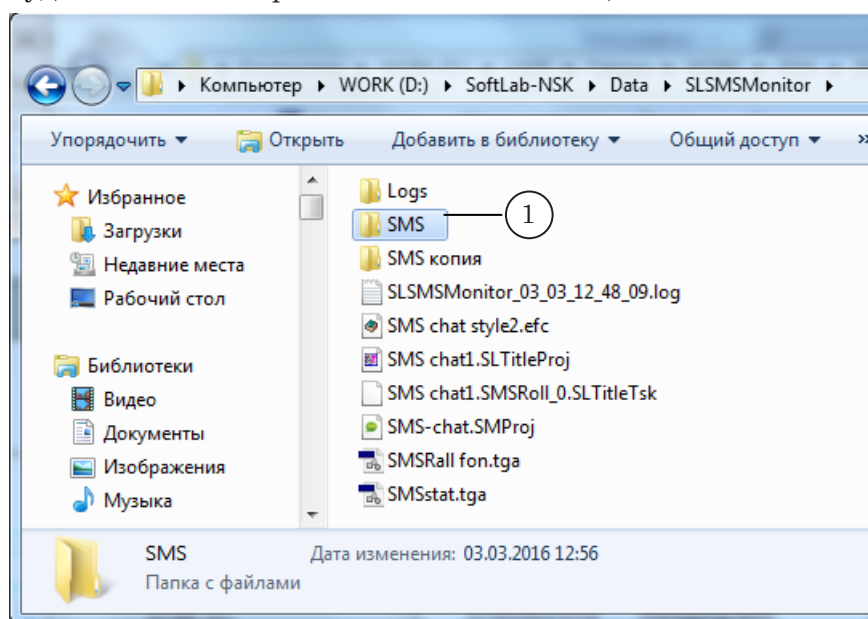 Компьютер ▸ WORK (D:) ▸ SoftLab-NSK ▸ Data ▸ SLSMSMonitor ▸
Упорядочить Открыть Добавить в библиотеку Общий доступ »
Избранное
Загрузки
Недавние места
Рабочий стол
Библиотеки
Видео
Документы
Изображения
Музыка
Logs
SMS 1
SMS копия
SLSMSMonitor_03_03_12_48_09.log
SMS chat style2.efc
SMS chat1.SLTitleProj
SMS chat1.SMSRoll_0.SLTitleTsk
SMS-chat.SMProj
SMSRall fon.tga
SMSstat.tga
SMS Дата изменения: 03.03.2016 12:56
Папка с файлами